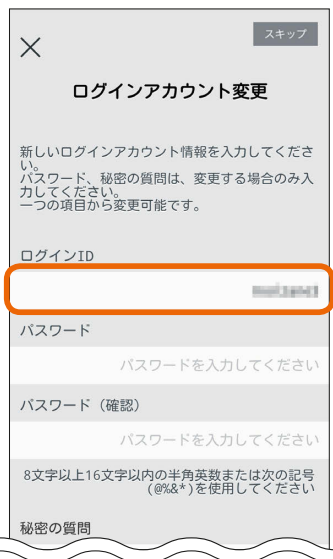 スキップ
ログインアカウント変更
新しいログインアカウント情報を入力してくださ
い。
パスワード、秘密の質問は、変更する場合のみ入
力してください。
一つの項目から変更可能です。
ログインID
パスワード
パスワードを入力してください
パスワード（確認）
パスワードを入力してください
8文字以上16文字以内の半角英数または次の記号
(@%&*)を使用してください
秘密の質問